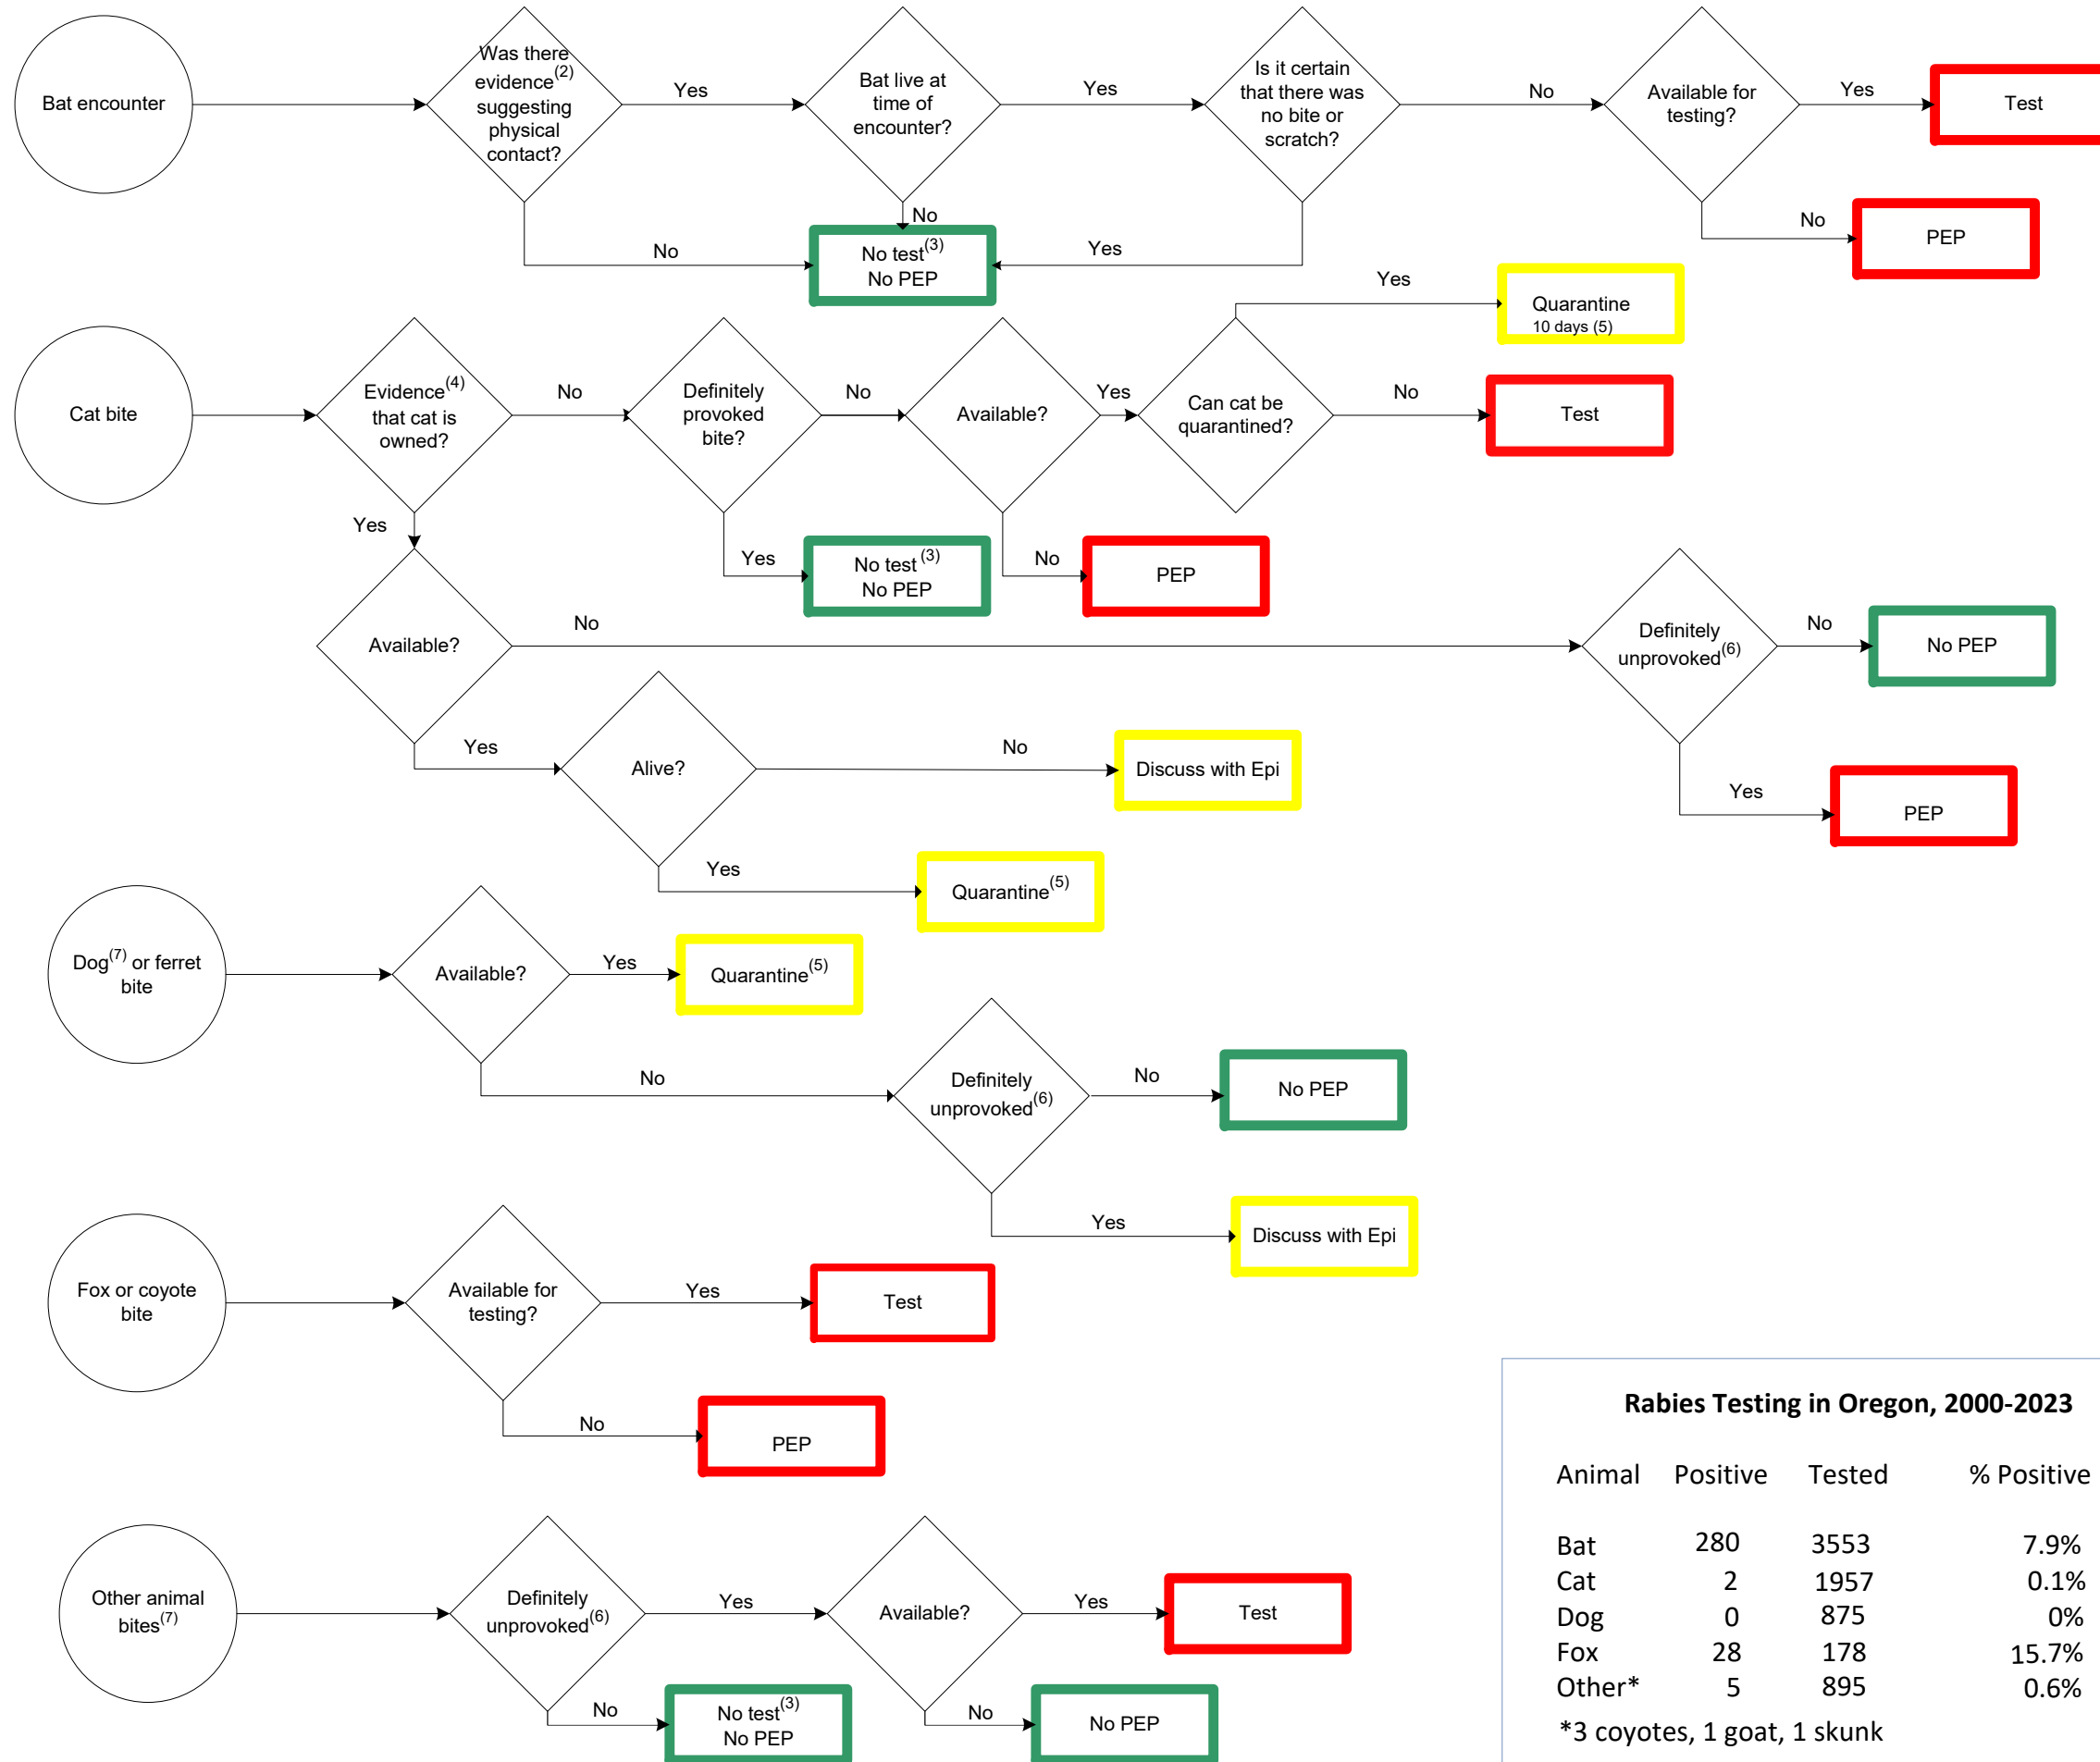 Bat encounter
Was there
evidence(2)
suggesting
physical
contact?
Yes
No
Bat live at
time of
encounter?
Yes
No
Is it certain
that there was
no bite or
scratch?
No
Yes
Available for
testing?
Yes
Test
No
PEP
No test(3)
No PEP
Cat bite
Evidence(4)
that cat is
owned?
No
Yes
Definitely
provoked
bite?
No
Yes
No test (3)
No PEP
Available?
Yes
No
PEP
Can cat be
quarantined?
Yes
Quarantine
10 days (5)
No
Test
Available?
No
Yes
Definitely
unprovoked(6)
No
No PEP
Yes
PEP
Alive?
No
Discuss with Epi
Yes
Quarantine(5)
Dog(7) or ferret
bite
Available?
Yes
Quarantine(5)
No
Definitely
unprovoked(6)
No
No PEP
Yes
Discuss with Epi
Fox or coyote
bite
Available for
testing?
Yes
Test
No
PEP
Other animal
bites(7)
Definitely
unprovoked(6)
Yes
No
No test(3)
No PEP
Available?
Yes
Test
No
No PEP
Rabies Testing in Oregon, 2000-2023
Animal Positive Tested % Positive
Bat 280 3553 7.9%
Cat 2 1957 0.1%
Dog 0 875 0%
Fox 28 178 15.7%
Other* 5 895 0.6%
*3 coyotes, 1 goat, 1 skunk